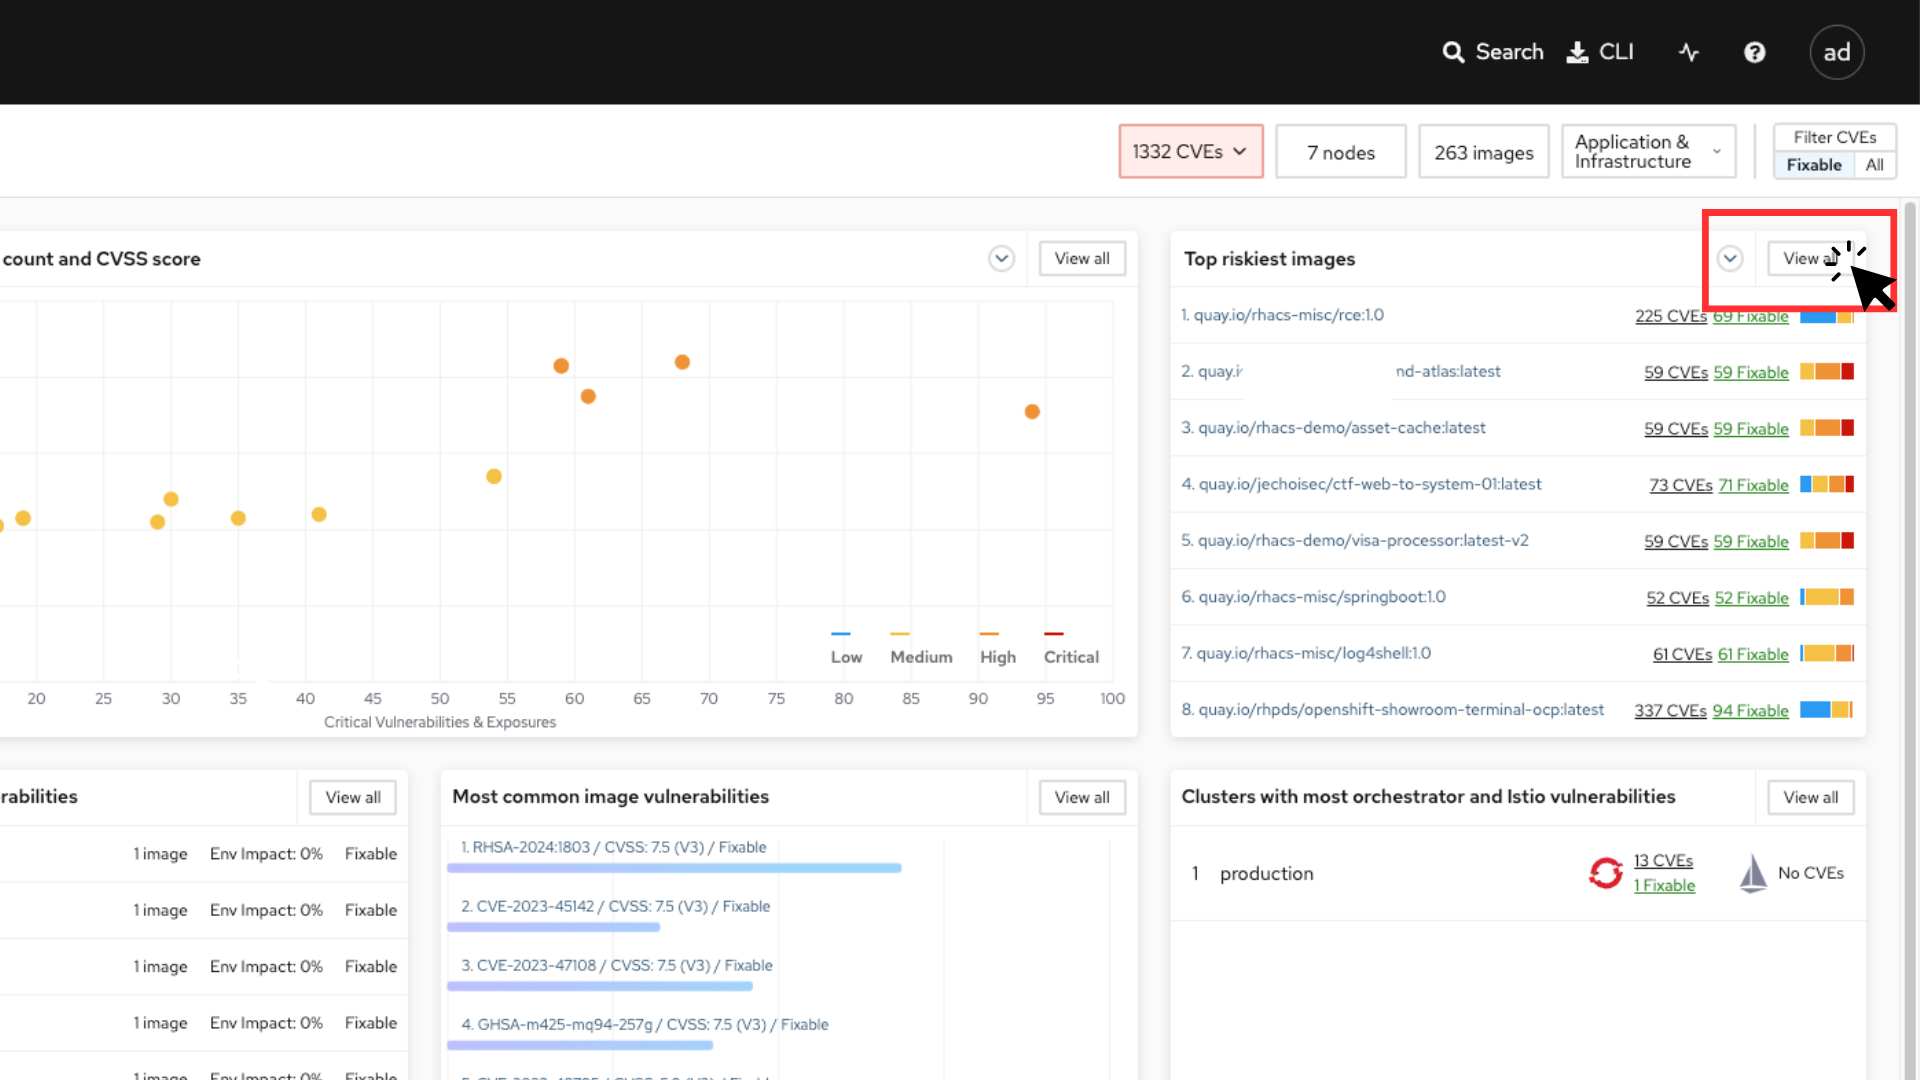 Search CLI ad
1332 CVEs 7 nodes 263 images Application &
Infrastructure Filter CVEs
Fixable All
count and CVSS score View all
20 25 30 35 40 45 50 55 60 65 70 75 80 85 90 95 100
Critical Vulnerabilities & Exposures
Low Medium High Critical
Top riskiest images View
1. quay.io/rhacs-misc/rce:1.0 225 CVEs 69 Fixable
2. quay.i nd-atlas:latest 59 CVEs 59 Fixable
3. quay.io/rhacs-demo/asset-cache:latest 59 CVEs 59 Fixable
4. quay.io/jechoisec/ctf-web-to-system-01:latest 73 CVEs 71 Fixable
5. quay.io/rhacs-demo/visa-processor:latest-v2 59 CVEs 59 Fixable
6. quay.io/rhacs-misc/springboot:1.0 52 CVEs 52 Fixable
7. quay.io/rhacs-misc/log4shell:1.0 61 CVEs 61 Fixable
8. quay.io/rhpds/openshift-showroom-terminal-ocp:latest 337 CVEs 94 Fixable
rabilities View all
1 image Env Impact: 0% Fixable
1 image Env Impact: 0% Fixable
1 image Env Impact: 0% Fixable
1 image Env Impact: 0% Fixable
Most common image vulnerabilities View all
1. RHSA-2024:1803 / CVSS: 7.5 (V3) / Fixable
2. CVE-2023-45142 / CVSS: 7.5 (V3) / Fixable
3. CVE-2023-47108 / CVSS: 7.5 (V3) / Fixable
4. GHSA-m425-mq94-257g / CVSS: 7.5 (V3) / Fixable
Clusters with most orchestrator and Istio vulnerabilities View all
1 production 13 CVEs
1 Fixable No CVEs